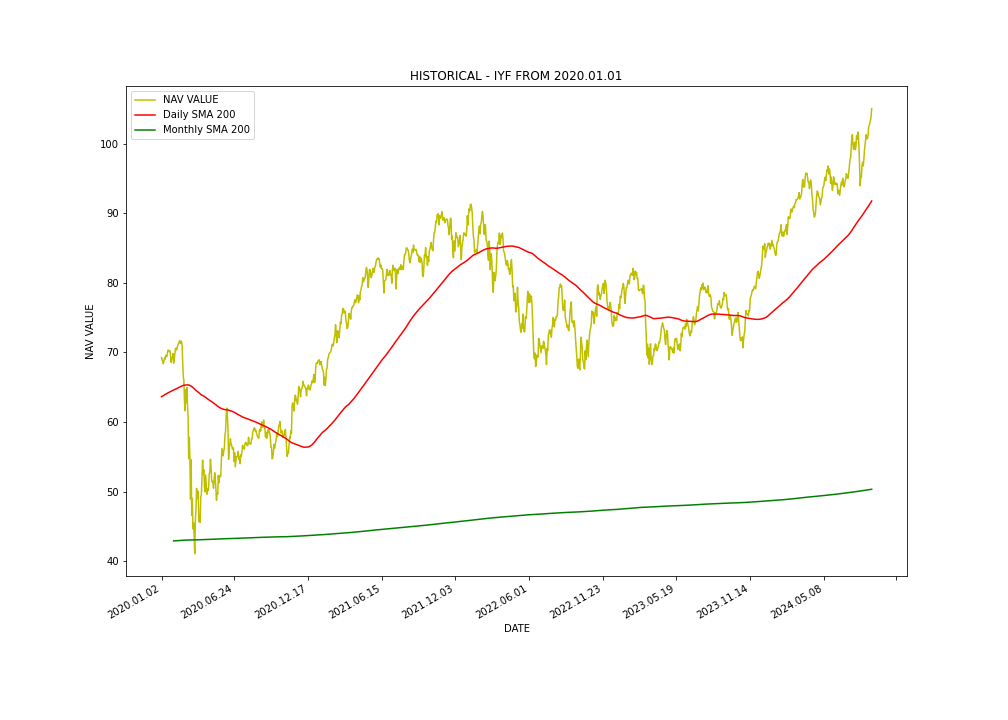 HISTORICAL - IYF FROM 2020.01.01
NAV VALUE
Daily SMA 200
Monthly SMA 200
100
90
80
70
60
50
40
NAV VALUE
2020.01.02
2020.06.24
2020.12.17
2021.06.15
2021.12.03
2022.06.01
2022.11.23
2023.05.19
2023.11.14
2024.05.08
DATE